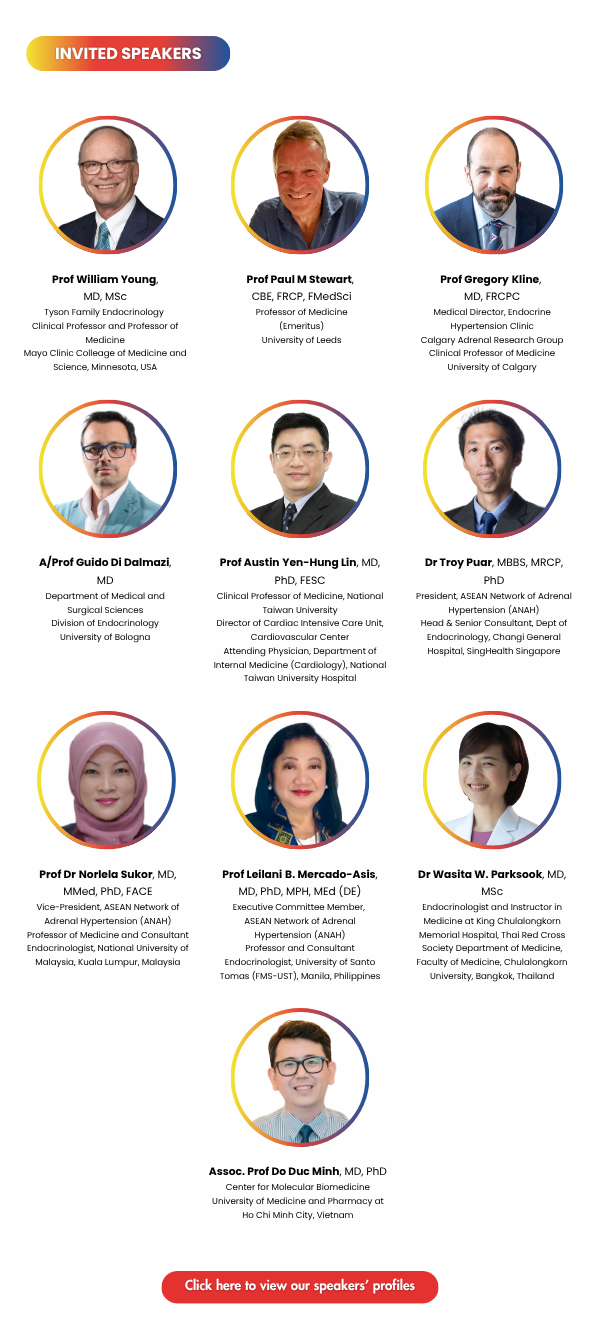 INVITED SPEAKERS
Prof William Young,
MD, MSc
Tyson Family Endocrinology
Clinical Professor and Professor of
Medicine
Mayo Clinic Colleage of Medicine and
Science, Minnesota, USA
Prof Paul M Stewart,
CBE, FRCP, FMedSci
Professor of Medicine
(Emeritus)
University of Leeds
Prof Gregory Kline,
MD, FRCPC
Medical Director, Endocrine
Hypertension Clinic
Calgary Adrenal Research Group
Clinical Professor of Medicine
University of Calgary
A/Prof Guido Di Dalmazi,
MD
Department of Medical and
Surgical Sciences
Division of Endocrinology
University of Bologna
Prof Austin Yen-Hung Lin, MD,
PhD, FESC
Clinical Professor of Medicine, National
Taiwan University
Director of Cardiac Intensive Care Unit,
Cardiovascular Center
Attending Physician, Department of
Internal Medicine (Cardiology), National
Taiwan University Hospital
Dr Troy Puar, MBBS, MRCP,
PhD
President, ASEAN Network of Adrenal
Hypertension (ANAH)
Head & Senior Consultant, Dept of
Endocrinology, Changi General
Hospital, SingHealth Singapore
Prof Dr Norlela Sukor, MD,
MMed, PhD, FACE
Vice-President, ASEAN Network of
Adrenal Hypertension (ANAH)
Professor of Medicine and Consultant
Endocrinologist, National University of
Malaysia, Kuala Lumpur, Malaysia
Prof Leilani B. Mercado-Asis,
MD, PhD, MPH, MEd (DE)
Executive Committee Member,
ASEAN Network of Adrenal
Hypertension (ANAH)
Professor and Consultant
Endocrinologist, University of Santo
Tomas (FMS-UST), Manila, Philippines
Dr Wasita W. Parksook, MD,
MSc
Endocrinologist and Instructor in
Medicine at King Chulalongkorn
Memorial Hospital, Thai Red Cross
Society Department of Medicine,
Faculty of Medicine, Chulalongkorn
University, Bangkok, Thailand
Assoc. Prof Do Duc Minh, MD, PhD
Center for Molecular Biomedicine
University of Medicine and Pharmacy at
Ho Chi Minh City, Vietnam
Click here to view our speakers' profiles